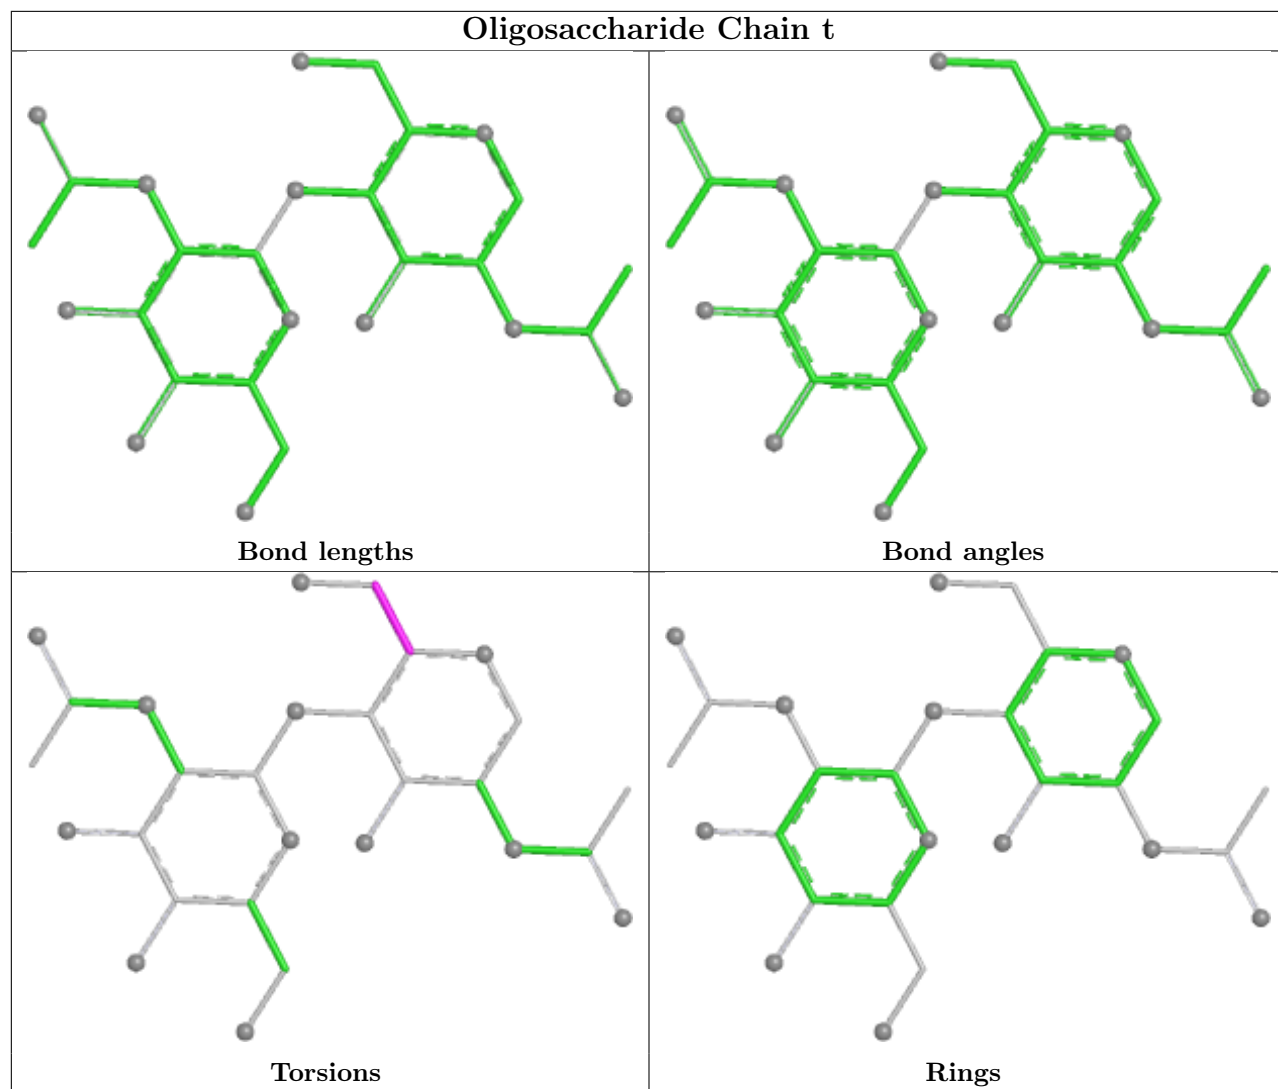 Oligosaccharide Chain t
Bond lengths
Bond angles
Torsions
Rings